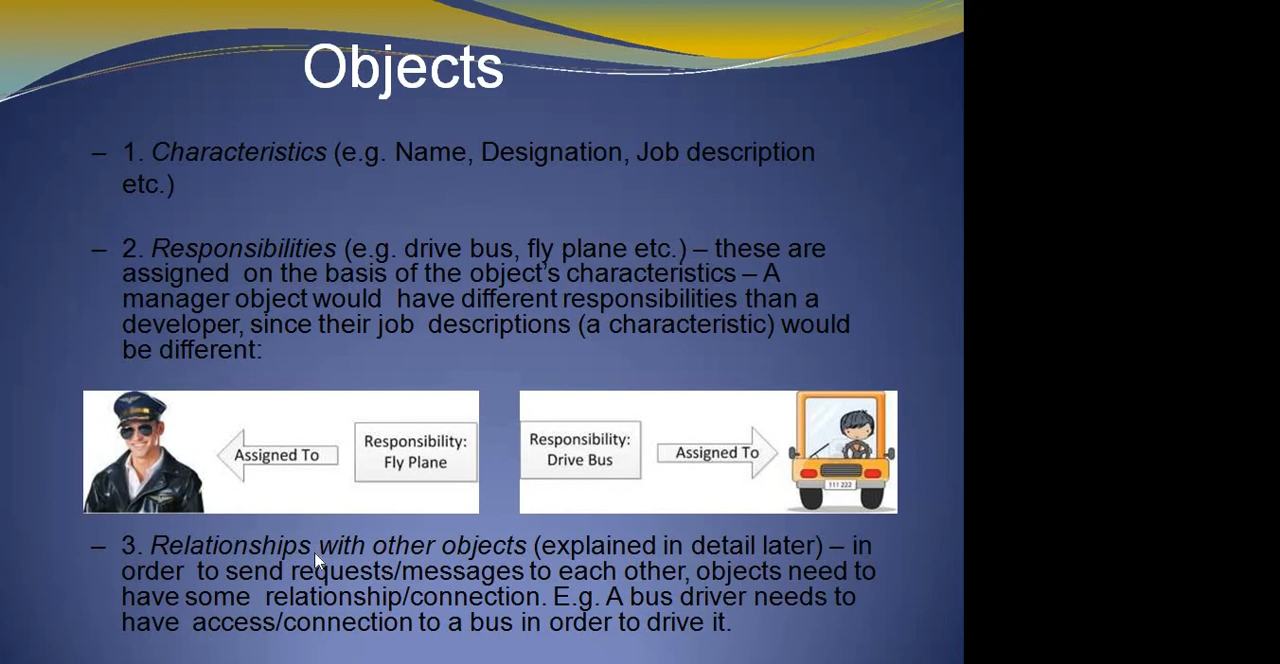 Objects
– 1. Characteristics (e.g. Name, Designation, Job description
etc.)
– 2. Responsibilities (e.g. drive bus, fly plane etc.) – these are
assigned on the basis of the object's characteristics – A
manager object would have different responsibilities than a
developer, since their job descriptions (a characteristic) would
be different:
Assigned To
Responsibility:
Fly Plane
Responsibility:
Drive Bus
Assigned To
111 222
– 3. Relationships with other objects (explained in detail later) – in
order to send requests/messages to each other, objects need to
have some relationship/connection. E.g. A bus driver needs to
have access/connection to a bus in order to drive it.